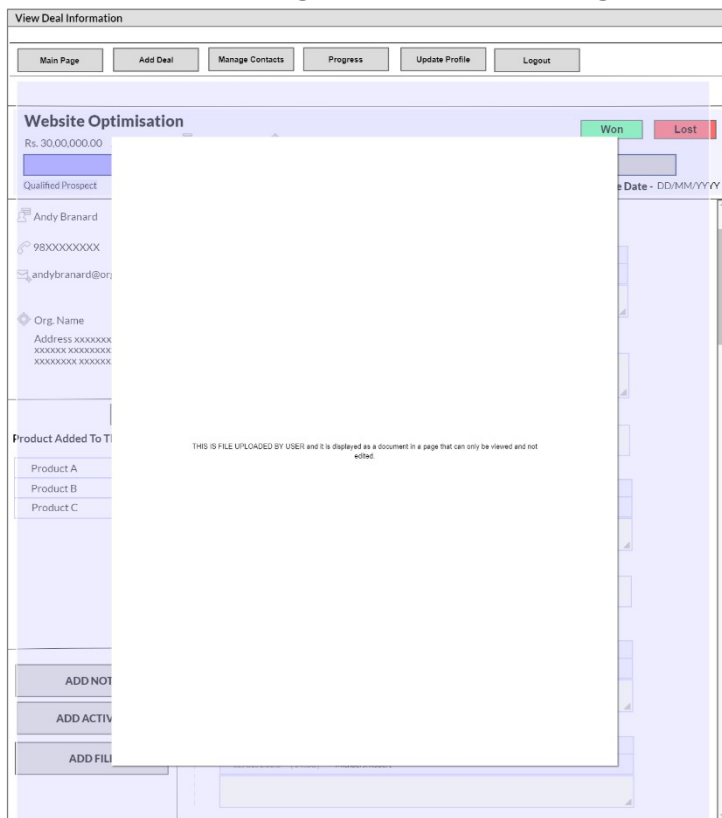 View Deal Information
Main Page
Add Deal
Manage Contacts
Progress
Update Profile
Logout
Website Optimisation
Won
Lost
Rs. 30,00,000.00
Qualified Prospect
Date - DD/MM/YYYY
Andy Branard
98XXXXXXXX
andybranard@
Org. Name
Address xxxxxxx
xxxxxx xxxxxxxx
xxxxxxxx xxxxxx
Product Added To
THIS IS FILE UPLOADED BY USER and it is displayed as a document in a page that can only be viewed and not
edited.
Product A
Product B
Product C
ADD NOT
ADD ACTIV
ADD FIL